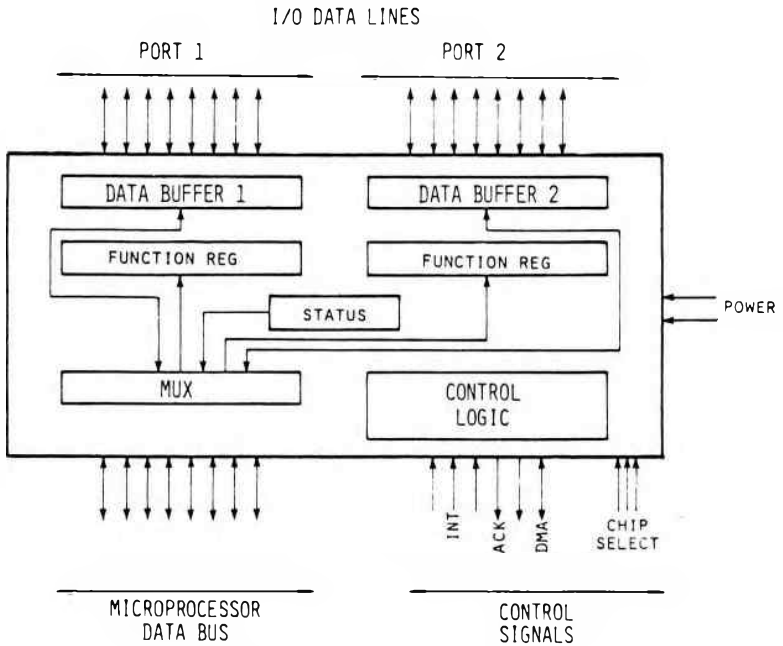 I/O DATA LINES
PORT 1
PORT 2
DATA BUFFER 1
DATA BUFFER 2
FUNCTION REG
FUNCTION REG
STATUS
POWER
MUX
CONTROL
LOGIC
INT
ACK
DMA
CHIP
SELECT
MICROPROCESSOR
DATA BUS
CONTROL
SIGNALS